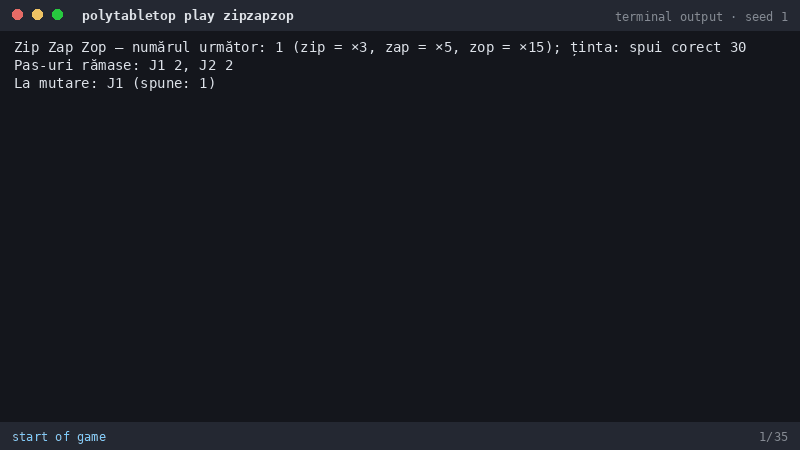 polytabletop play zipzapzop
terminal output · seed 1
Zip Zap Zop — numărul următor: 1 (zip = ×3, zap = ×5, zop = ×15); ținta: spui corect 30
Pas-uri rămase: J1 2, J2 2
La mutare: J1 (spune: 1)
start of game
1/35